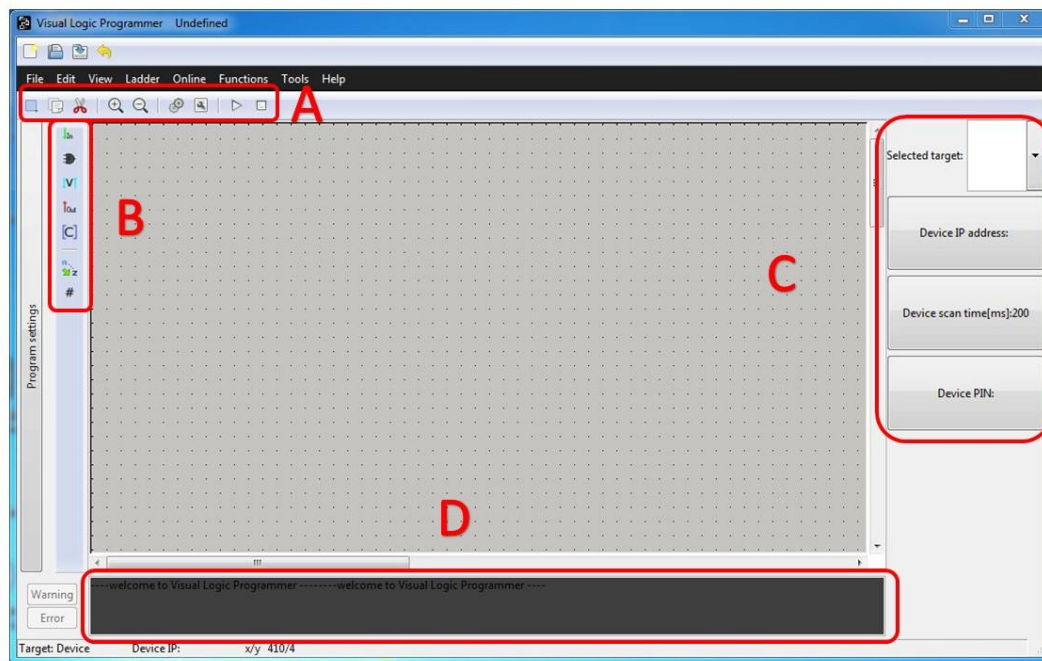 Visual Logic Programmer Undefined
File Edit View Ladder Online Functions Tools Help
A
In
Selected target:
|V|
Out
B
[C]
Device IP address:
C
z
#
Device scan time[ms]:200
Program settings
Device PIN:
D
----welcome to Visual Logic Programmer --------welcome to Visual Logic Programmer ----
Warning
Error
Target: Device Device IP: x/y 410/4